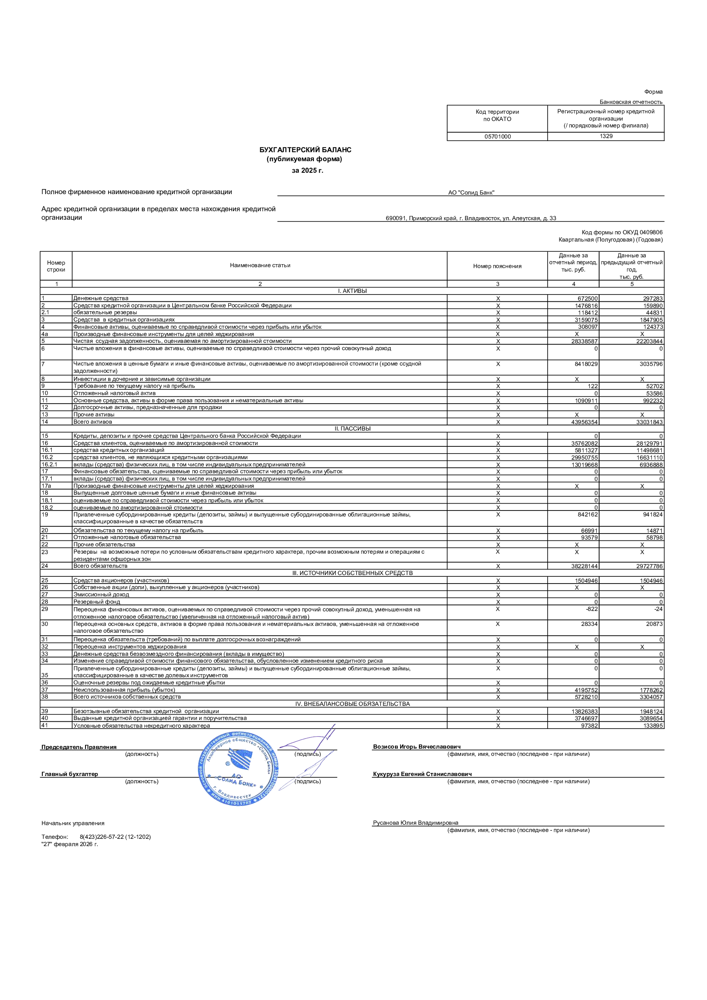 Форма
Банковская отчетность
Код территории по ОКАТО Регистрационный номер кредитной организации (/ порядковый номер филиала)
05701000 1329
БУХГАЛТЕРСКИЙ БАЛАНС
(публикуемая форма)
за 2025 г.
Полное фирменное наименование кредитной организации АО "Солид Банк"
Адрес кредитной организации в пределах места нахождения кредитной
организации 690091, Приморский край, г. Владивосток, ул. Алеутская, д. 33
Код формы по ОКУД 0409806
Квартальная (Полугодовая) (Годовая)
Номер строки Наименование статьи Номер пояснения Данные за отчетный период, тыс. руб. Данные за предыдущий отчетный год, тыс. руб.
1 2 3 4 5
I. АКТИВЫ
1 Денежные средства X 672500 297283
2 Средства кредитной организации в Центральном банке Российской Федерации X 1476816 159890
2.1 обязательные резервы X 118412 44831
3 Средства в кредитных организациях X 3159075 1847905
4 Финансовые активы, оцениваемые по справедливой стоимости через прибыль или убыток X 308097 124373
4а Производные финансовые инструменты для целей хеджирования X X X
5 Чистая ссудная задолженность, оцениваемая по амортизированной стоимости X 28338587 22203844
6 Чистые вложения в финансовые активы, оцениваемые по справедливой стоимости через прочий совокупный доход X 0 0
7 Чистые вложения в ценные бумаги и иные финансовые активы, оцениваемые по амортизированной стоимости (кроме ссудной X 8418029 3035796
задолженности)
8 Инвестиции в дочерние и зависимые организации X X X
9 Требование по текущему налогу на прибыль X 122 52702
10 Отложенный налоговый актив X 0 53586
11 Основные средства, активы в форме права пользования и нематериальные активы X 1090911 992232
12 Долгосрочные активы, предназначенные для продажи X 0 0
13 Прочие активы X X X
14 Всего активов X 43956354 33031843
II. ПАССИВЫ
15 Кредиты, депозиты и прочие средства Центрального банка Российской Федерации X 0 0
16 Средства клиентов, оцениваемые по амортизированной стоимости X 35762082 28129791
16.1 средства кредитных организаций X 5811327 11498681
16.2 средства клиентов, не являющихся кредитными организациями X 29950755 16631110
16.2.1 вклады (средства) физических лиц, в том числе индивидуальных предпринимателей X 13019668 6936888
17 Финансовые обязательства, оцениваемые по справедливой стоимости через прибыль или убыток X 0 0
17.1 вклады (средства) физических лиц, в том числе индивидуальных предпринимателей X 0 0
17а Производные финансовые инструменты для целей хеджирования X X X
18 Выпущенные долговые ценные бумаги и иные финансовые активы X 0 0
18.1 оцениваемые по справедливой стоимости через прибыль или убыток X 0 0
18.2 оцениваемые по амортизированной стоимости X 0 0
19 Привлеченные субординированные кредиты (депозиты, займы) и выпущенные субординированные облигационные займы, X 842162 941824
классифицированные в качестве обязательств
20 Обязательства по текущему налогу на прибыль X 66991 14871
21 Отложенные налоговые обязательства X 93579 58798
22 Прочие обязательства X X X
23 Резервы на возможные потери по условным обязательствам кредитного характера, прочим возможным потерям и операциям с X X X
резидентами офшорных зон
24 Всего обязательств X 38228144 29727786
III. ИСТОЧНИКИ СОБСТВЕННЫХ СРЕДСТВ
25 Средства акционеров (участников) X 1504946 1504946
26 Собственные акции (доли), выкупленные у акционеров (участников) X X X
27 Эмиссионный доход X 0 0
28 Резервный фонд X 0 0
29 Переоценка финансовых активов, оцениваемых по справедливой стоимости через прочий совокупный доход, уменьшенная на X -822 -24
отложенное налоговое обязательство (увеличенная на отложенный налоговый актив)
30 Переоценка основных средств, активов в форме права пользования и нематериальных активов, уменьшенная на отложенное X 28334 20873
налоговое обязательство
31 Переоценка обязательств (требований) по выплате долгосрочных вознаграждений X 0 0
32 Переоценка инструментов хеджирования X X X
33 Денежные средства безвозмездного финансирования (вклады в имущество) X 0 0
34 Изменение справедливой стоимости финансового обязательства, обусловленное изменением кредитного риска X 0 0
Привлеченные субординированные кредиты (депозиты, займы) и выпущенные субординированные облигационные займы, X 0 0
35 классифицированные в качестве долевых инструментов
36 Оценочные резервы под ожидаемые кредитные убытки X 0 0
37 Неиспользованная прибыль (убыток) X 4195752 1778262
38 Всего источников собственных средств X 5728210 3304057
IV. ВНЕБАЛАНСОВЫЕ ОБЯЗАТЕЛЬСТВА
39 Безотзывные обязательства кредитной организации X 13826383 1948124
40 Выданные кредитной организацией гарантии и поручительства X 3746697 3089654
41 Условные обязательства некредитного характера X 97382 133895
Председатель Правления Возисов Игорь Вячеславович
(должность) (подпись) (фамилия, имя, отчество (последнее - при наличии)
Главный бухгалтер Кукуруза Евгений Станиславович
(должность) (подпись) (фамилия, имя, отчество (последнее - при наличии)
основной государственный регистрационный номер 1024100000121 * ИНН 4101011782 *
Акционерное общество «Солид Банк»
®
АО
«Солид Банк»
* г. Владивосток *
Начальник управления Русанова Юлия Владимировна
(фамилия, имя, отчество (последнее - при наличии)
Телефон: 8(423)226-57-22 (12-1202)
"27" февраля 2026 г.